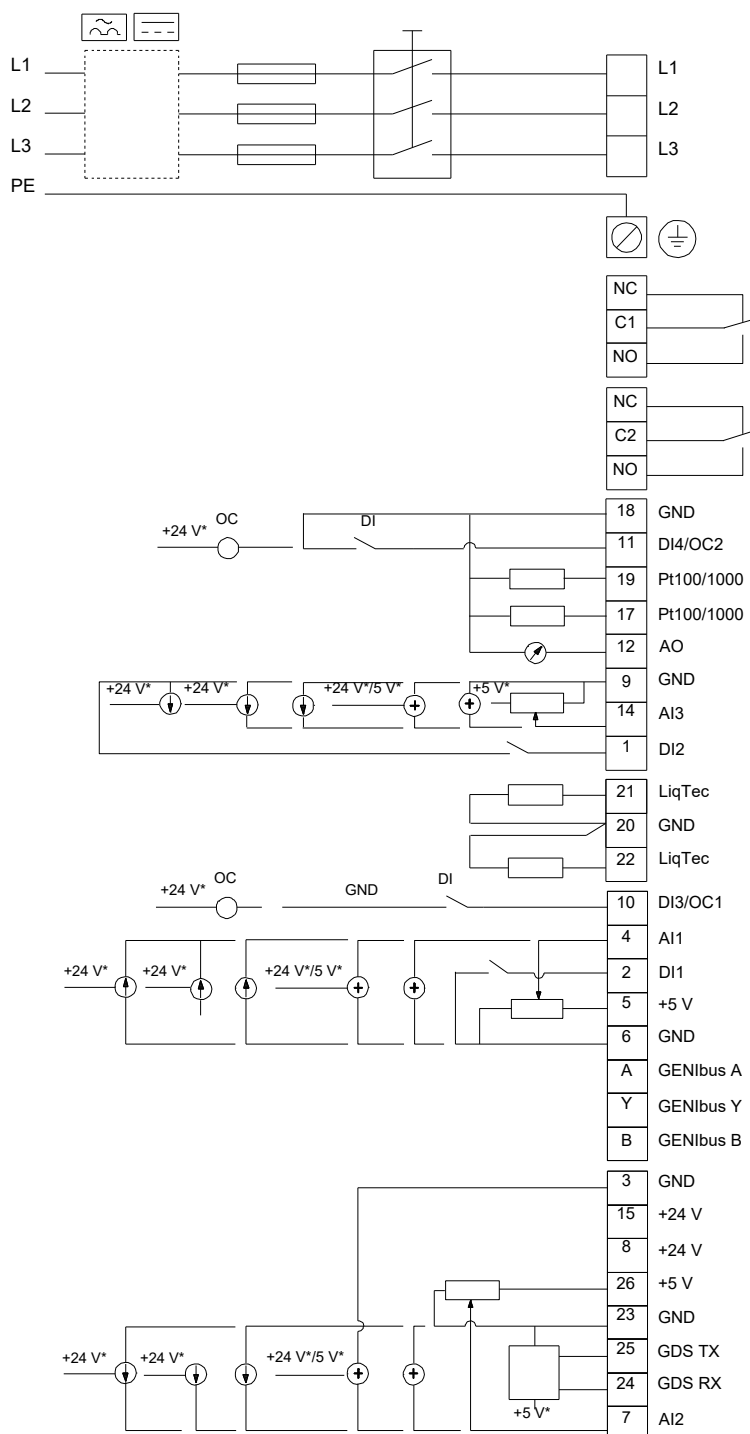 L1 L1
L2 L2
L3 L3
PE
NC
C1
NO
NC
C2
NO
18 GND
+24 V* OC DI 11 DI4/OC2
19 Pt100/1000
17 Pt100/1000
12 AO
9 GND
+24 V* +24 V* +24 V*/5 V* +5 V*
14 AI3
1 DI2
21 LiqTec
20 GND
22 LiqTec
+24 V* OC GND DI 10 DI3/OC1
4 AI1
+24 V* +24 V* +24 V*/5 V* 2 DI1
5 +5 V
6 GND
A GENIbus A
Y GENIbus Y
B GENIbus B
3 GND
15 +24 V
8 +24 V
26 +5 V
23 GND
25 GDS TX
+24 V* +24 V* +24 V*/5 V*
24 GDS RX
+5 V*
7 AI2